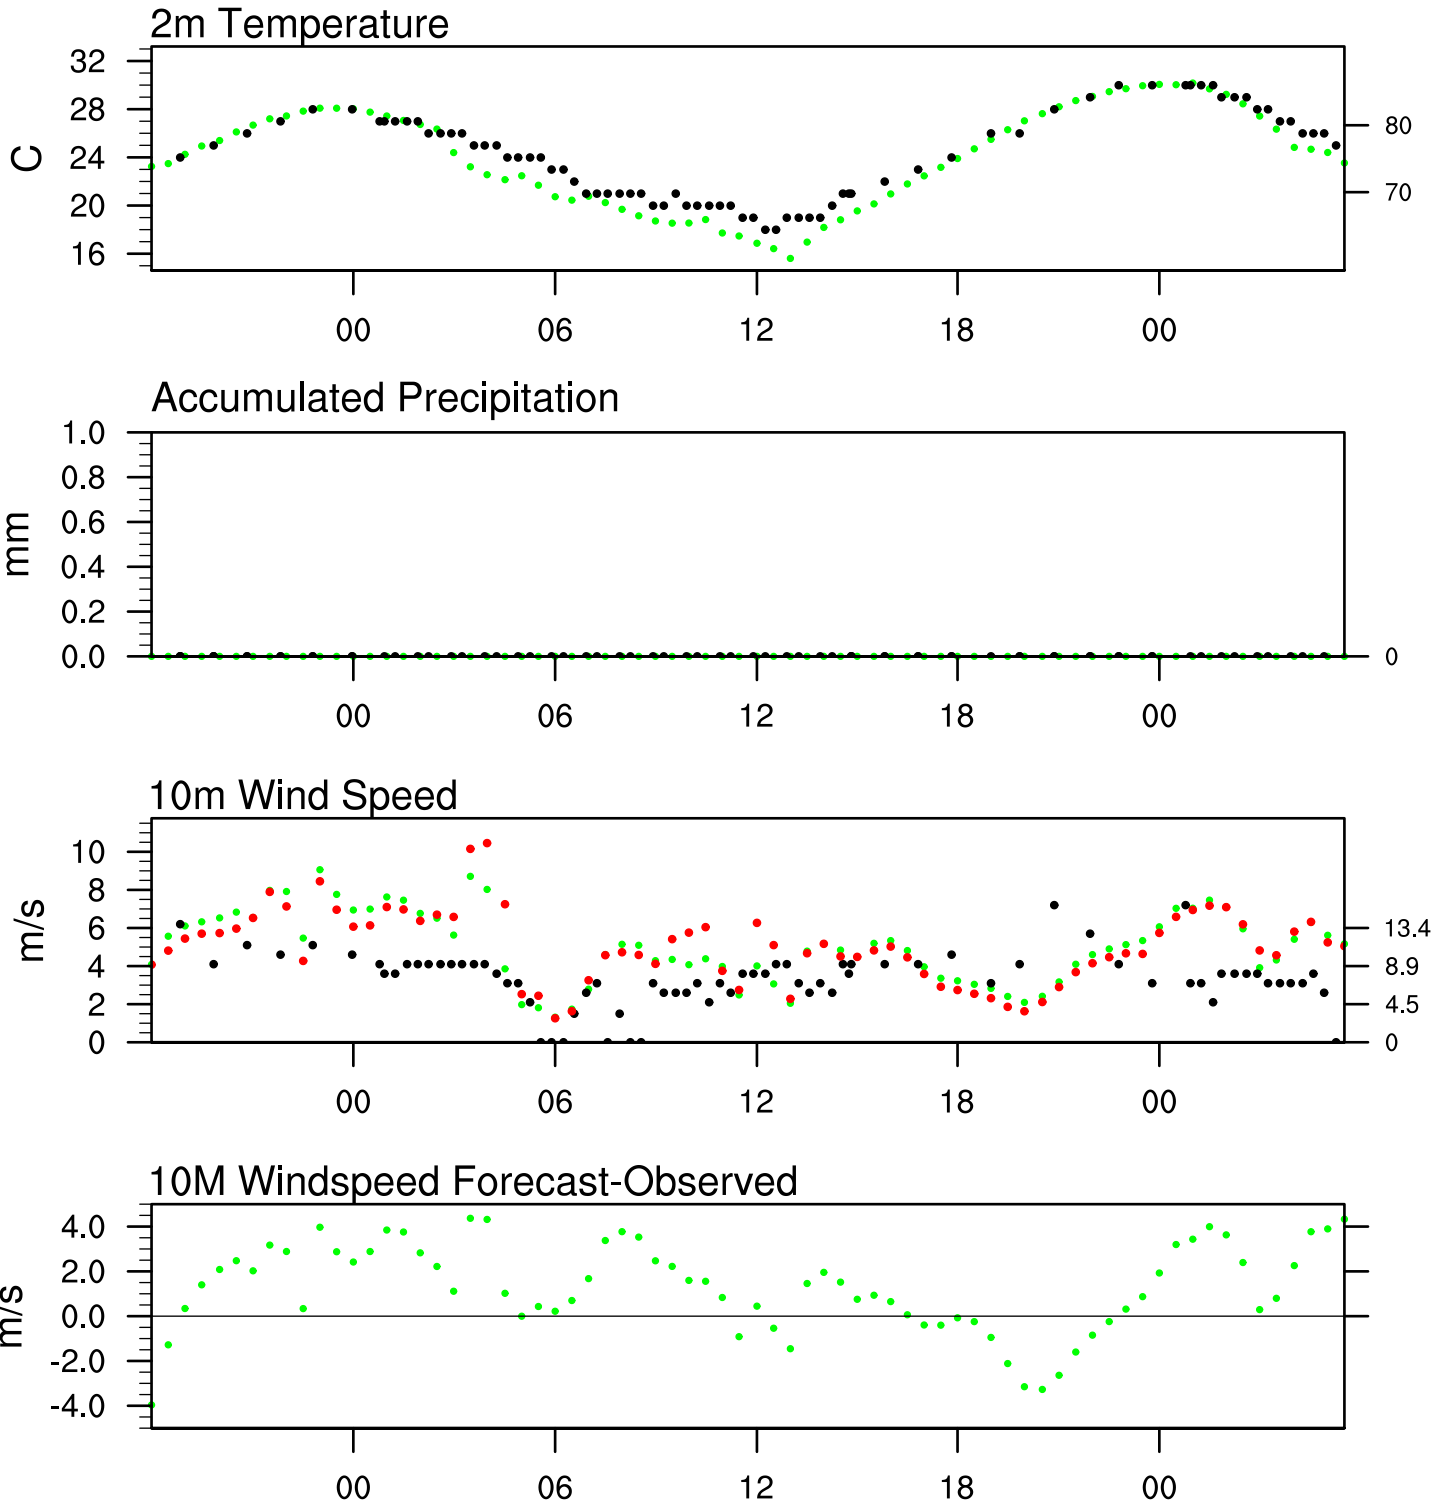 2m Temperature
32
28
24
20
16
C
80
70
00 06 12 18 00
Accumulated Precipitation
1.0
0.8
0.6
0.4
0.2
0.0
mm
0
00 06 12 18 00
10m Wind Speed
10
8
6
4
2
0
m/s
13.4
8.9
4.5
0
00 06 12 18 00
10M Windspeed Forecast-Observed
4.0
2.0
0.0
-2.0
-4.0
m/s
00 06 12 18 00